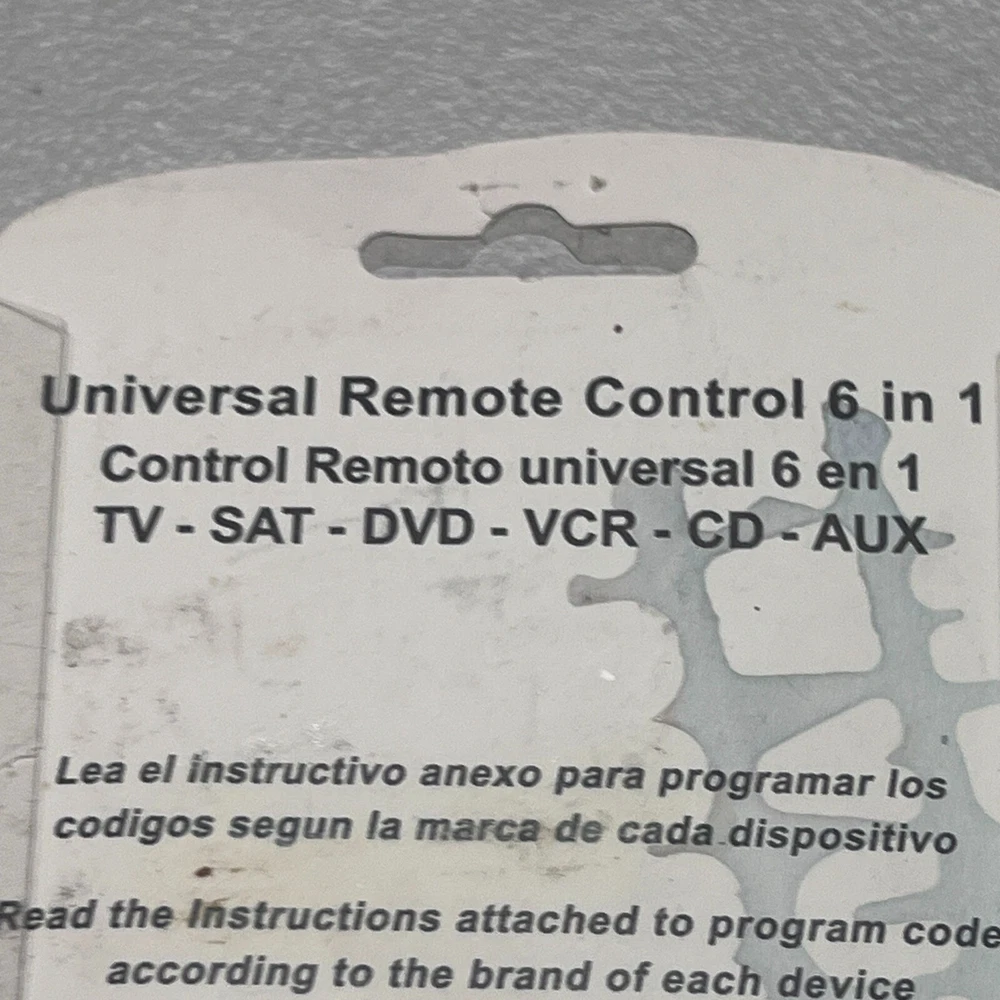 Universal Remote Control 6 in 1
Control Remoto universal 6 en 1
TV - SAT - DVD - VCR - CD - AUX
Lea el instructivo anexo para programar los
codigos segun la marca de cada dispositivo
Read the Instructions attached to program code
according to the brand of each device